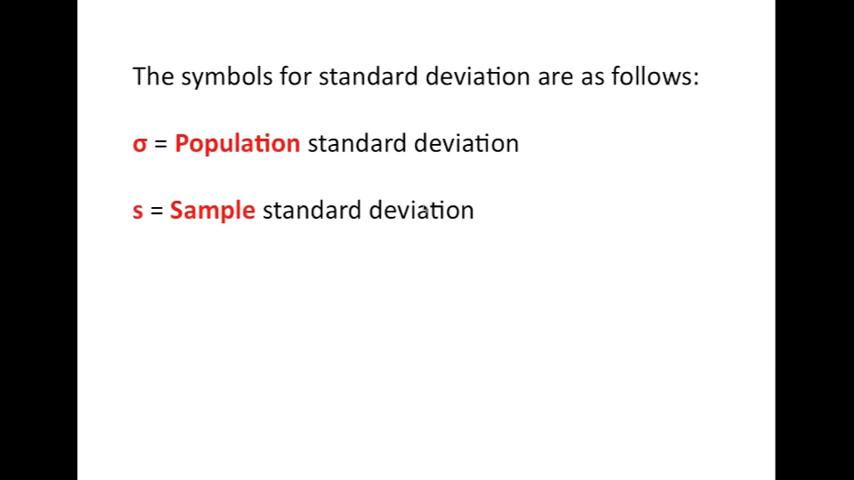 The symbols for standard deviation are as follows:
σ = Population standard deviation
s = Sample standard deviation